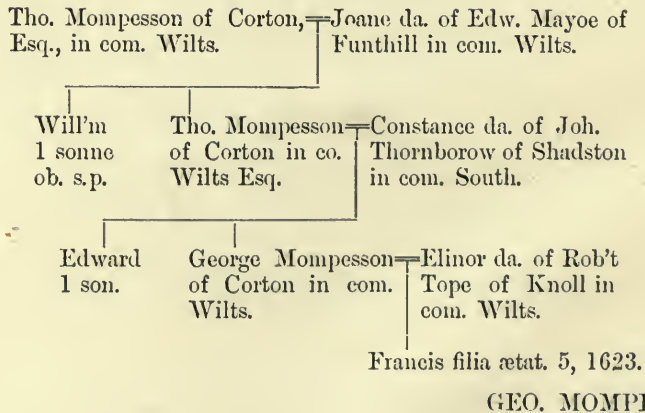 Tho. Mompesson of Corton, Joane da. of Edw. Mayoe of
Esq., in com. Wilts. Funthill in com. Wilts.
Will'm Tho. Mompesson Constance da. of Joh.
1 sonne of Corton in co. Thornborow of Shadston
ob. s.p. Wilts Esq. in com. South.
Edward George Mompesson Elinor da. of Rob't
1 son. of Corton in com. Tope of Knoll in
Wilts. com. Wilts.
Francis filia ætat. 5, 1623.
GEO. MOMPE